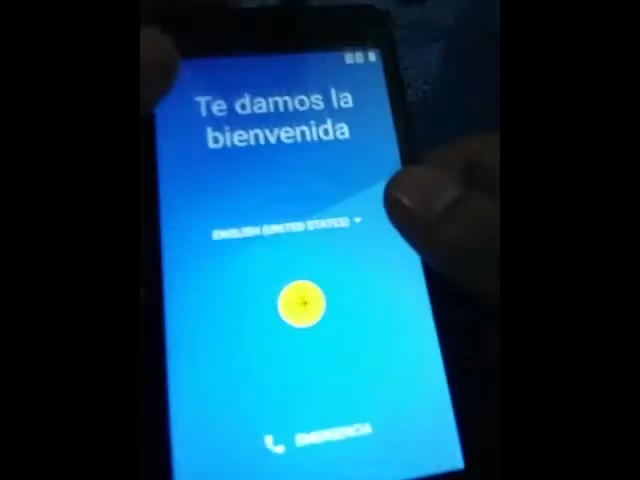 Te damos la
bienvenida
ENGLISH (UNITED STATES)
EMERGENCIA